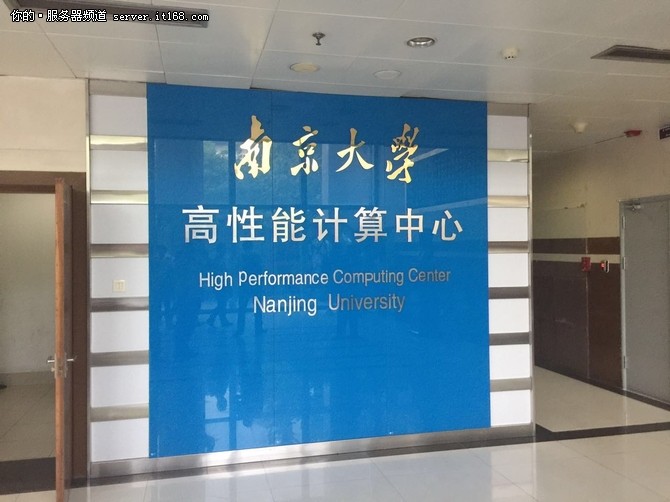 你的·服务器频道 server.it168.com
南京大学
高性能计算中心
High Performance Computing Center
Nanjing University